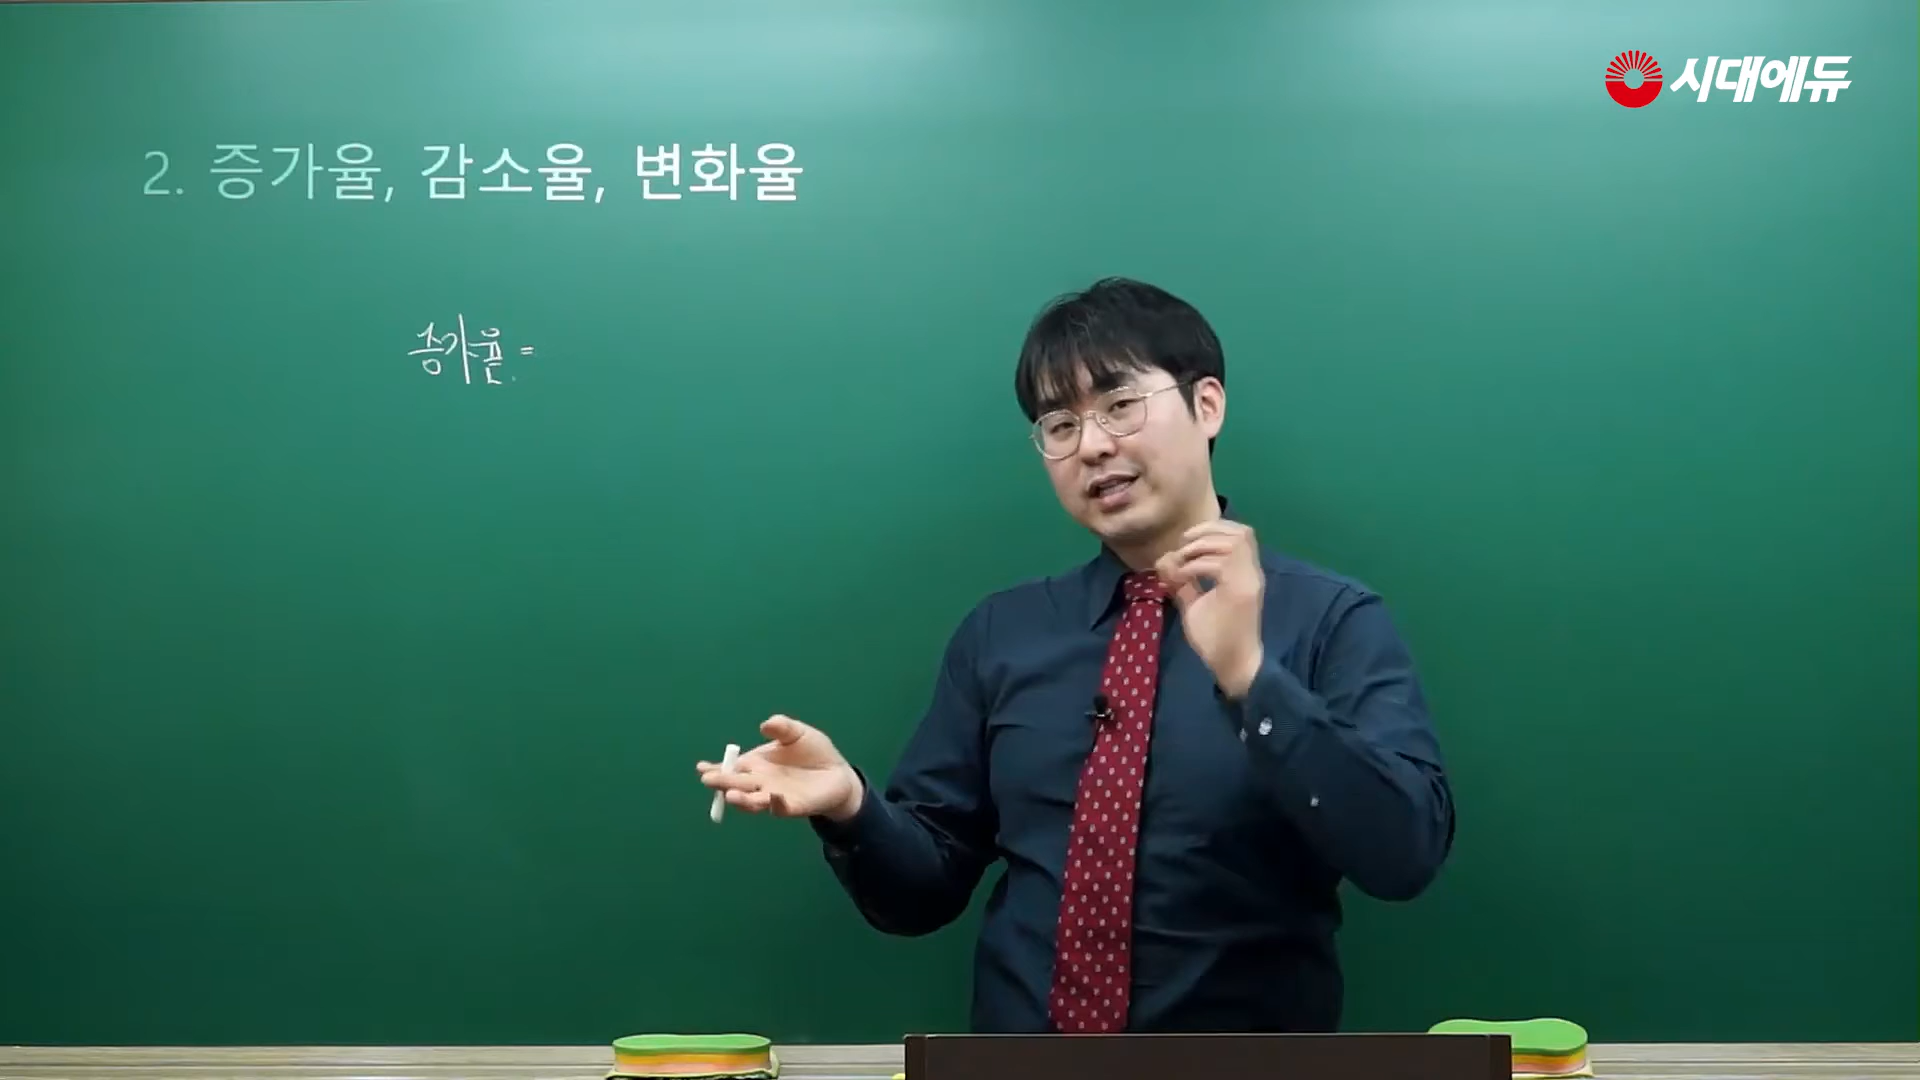 시대에듀
2. 증가율, 감소율, 변화율
증가율 =